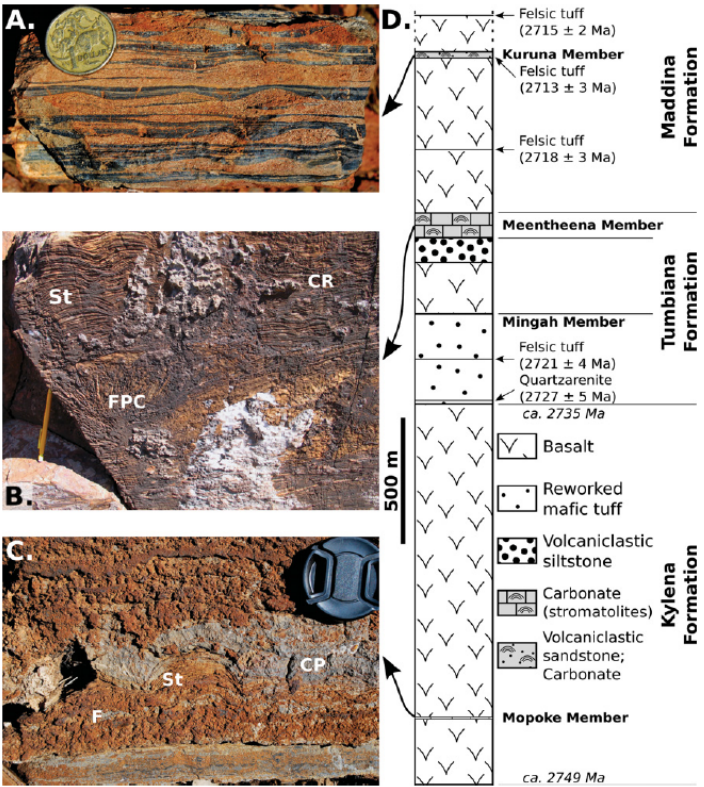 A.
DOLLAR
B.
St
CR
FPC
C.
St
CP
F
D.
Felsic tuff
(2715 ± 2 Ma)
Kuruna Member
Felsic tuff
(2713 ± 3 Ma)
Felsic tuff
(2718 ± 3 Ma)
Maddina
Formation
Meentheena Member
Mingah Member
Felsic tuff
(2721 ± 4 Ma)
Quartzarenite
(2727 ± 5 Ma)
Tumbiana
Formation
ca. 2735 Ma
500 m
Basalt
Reworked
mafic tuff
Volcaniclastic
siltstone
Carbonate
(stromatolites)
Volcaniclastic
sandstone;
Carbonate
Kylena
Formation
Mopoke Member
ca. 2749 Ma